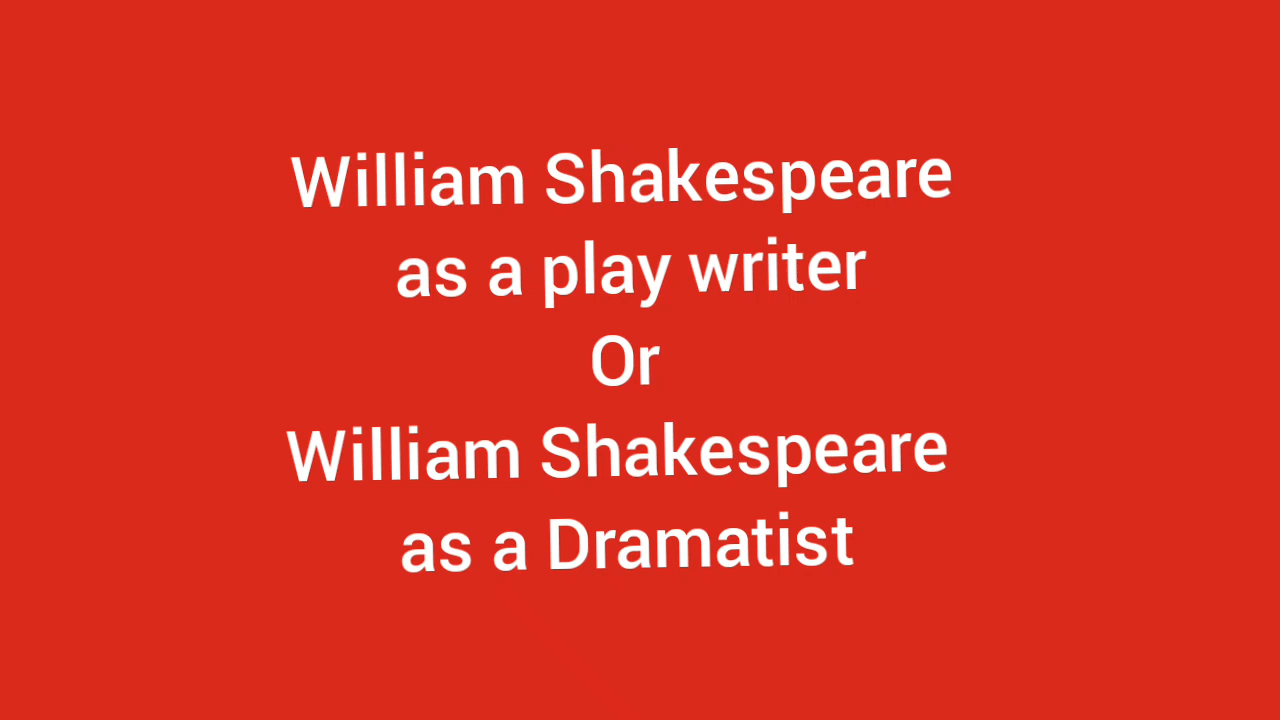 William Shakespeare
as a play writer
Or
William Shakespeare
as a Dramatist